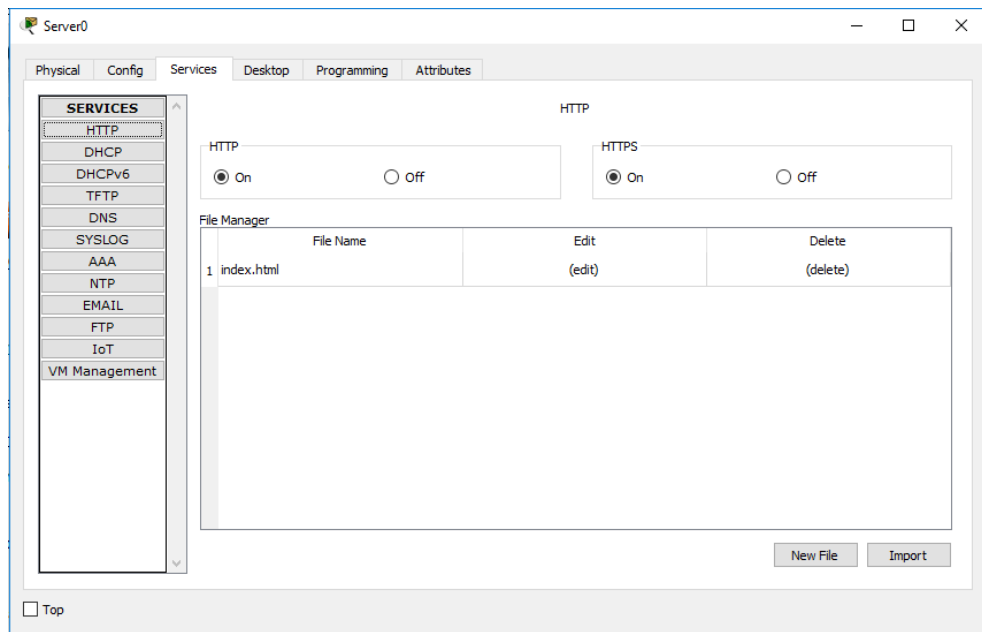 Server0
Physical Config Services Desktop Programming Attributes
SERVICES
HTTP
DHCP
DHCPv6
TFTP
DNS
SYSLOG
AAA
NTP
EMAIL
FTP
IoT
VM Management
HTTP
HTTP
On Off
HTTPS
On Off
File Manager
File Name Edit Delete
1 index.html (edit) (delete)
New File Import
Top